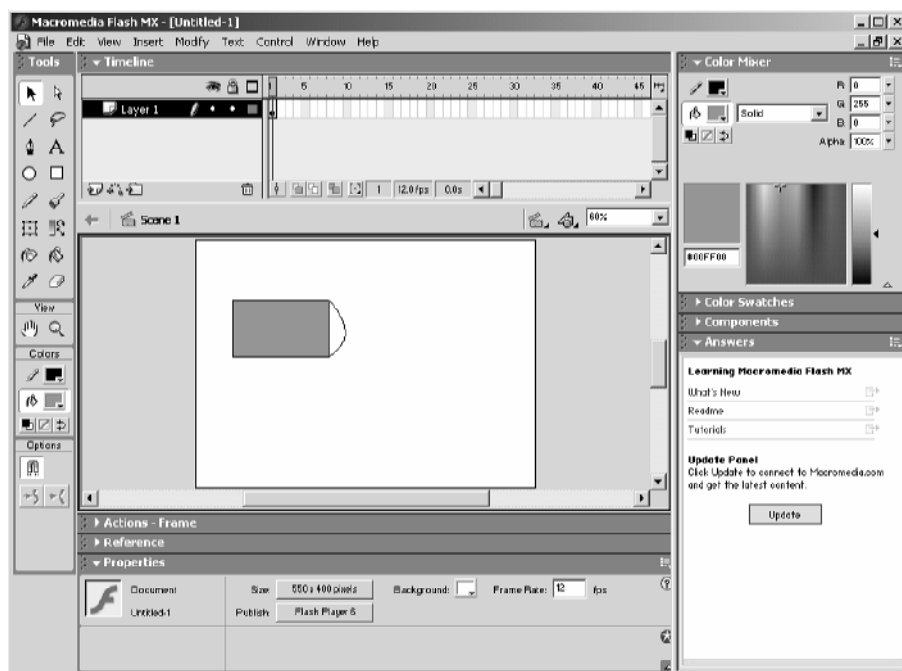 Macromedia Flash MX - [Untitled-1]
File Edit View Insert Modify Text Control Window Help
Tools
Timeline
1 5 10 15 20 25 30 35 40 45
Layer 1
1 12.0 fps 0.0s
Scene 1
60%
View
Colors
Options
Color Mixer
R: 0
G: 255
B: 0
Solid
Alpha: 100%
#00FF00
Color Swatches
Components
Answers
Learning Macromedia Flash MX
What's New
Readme
Tutorials
Update Panel
Click Update to connect to Macromedia.com
and get the latest content.
Update
Actions - Frame
Reference
Properties
Document
Size: 550 x 400 pixels
Background:
Frame Rate: 12 fps
Untitled-1
Publish: Flash Player 6